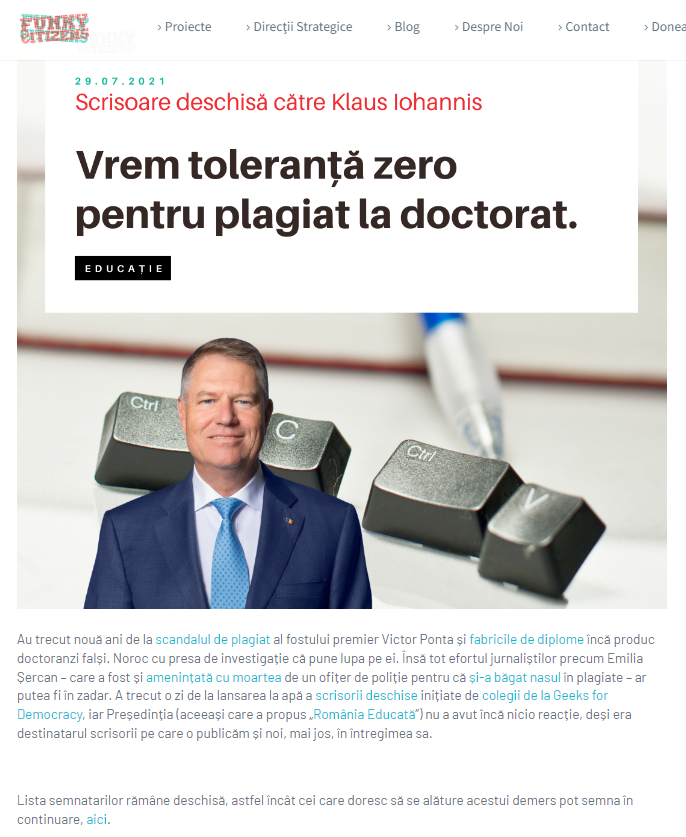 FUNKY
CITIZENS
› Proiecte
› Direcții Strategice
› Blog
› Despre Noi
› Contact
› Donea
29.07.2021
Scrisoare deschisă către Klaus Iohannis
Vrem toleranță zero
pentru plagiat la doctorat.
EDUCAȚIE
Ctrl
C
Ctrl
V
Au trecut nouă ani de la scandalul de plagiat al fostului premier Victor Ponta și fabricile de diplome încă produc
doctoranzi falși. Noroc cu presa de investigație că pune lupa pe ei. Însă tot efortul jurnaliștilor precum Emilia
Șercan – care a fost și amenințată cu moartea de un ofițer de poliție pentru că și-a băgat nasul în plagiate – ar
putea fi în zadar. A trecut o zi de la lansarea la apă a scrisorii deschise inițiate de colegii de la Geeks for
Democracy, iar Președinția (aceeași care a propus „România Educată”) nu a avut încă nicio reacție, deși era
destinatarul scrisorii pe care o publicăm și noi, mai jos, în întregimea sa.
Lista semnatarilor rămâne deschisă, astfel încât cei care doresc să se alăture acestui demers pot semna în
continuare, aici.